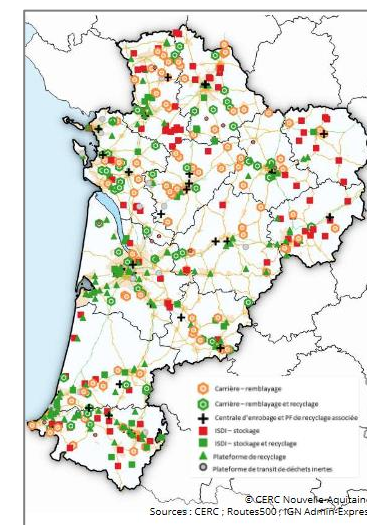 Carrière – remblayage
Carrière – remblayage et recyclage
Centrale d'enrobage et PF de recyclage associée
ISDI – stockage
ISDI – stockage et recyclage
Plateforme de recyclage
Plateforme de transit de déchets inertes
© CERC Nouvelle-Aquitaine
Sources : CERC ; Routes500 ; IGN Admin-Expres